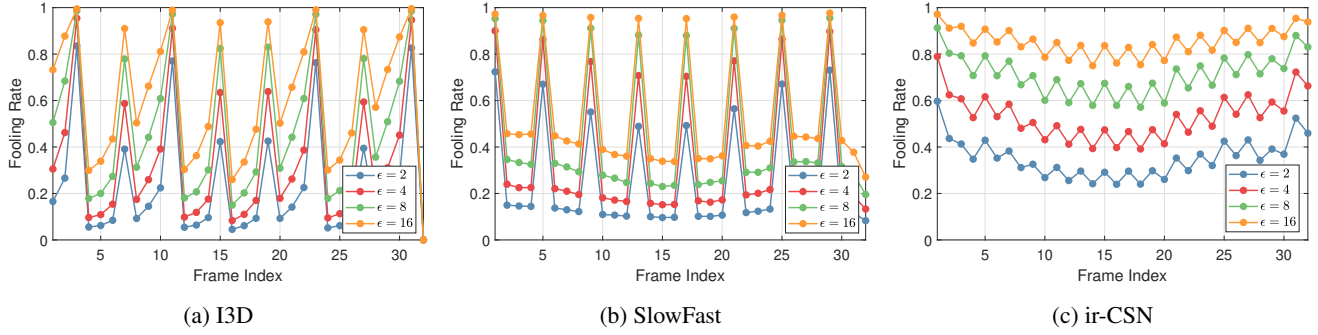 Fooling Rate
1
0.8
0.6
0.4
0.2
0
5 10 15 20 25 30
Frame Index
ϵ = 2
ϵ = 4
ϵ = 8
ϵ = 16
(a) I3D
Fooling Rate
1
0.8
0.6
0.4
0.2
0
5 10 15 20 25 30
Frame Index
ϵ = 2
ϵ = 4
ϵ = 8
ϵ = 16
(b) SlowFast
Fooling Rate
1
0.8
0.6
0.4
0.2
0
5 10 15 20 25 30
Frame Index
ϵ = 2
ϵ = 4
ϵ = 8
ϵ = 16
(c) ir-CSN